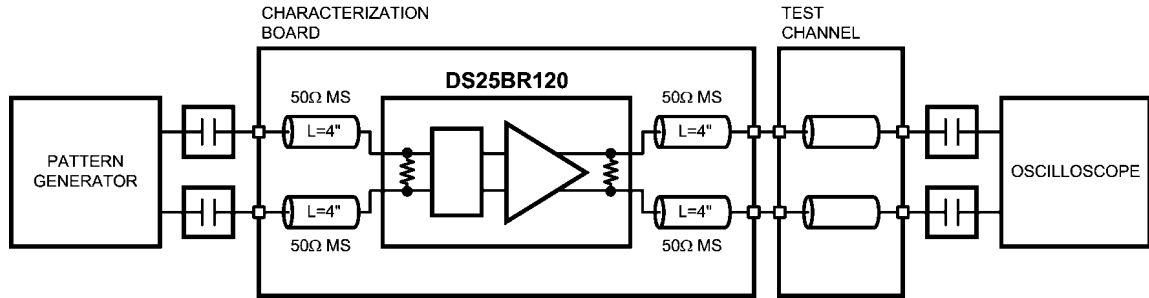 CHARACTERIZATION
BOARD
TEST
CHANNEL
DS25BR120
50Ω MS
50Ω MS
L=4"
L=4"
PATTERN
GENERATOR
OSCILLOSCOPE
L=4"
L=4"
50Ω MS
50Ω MS